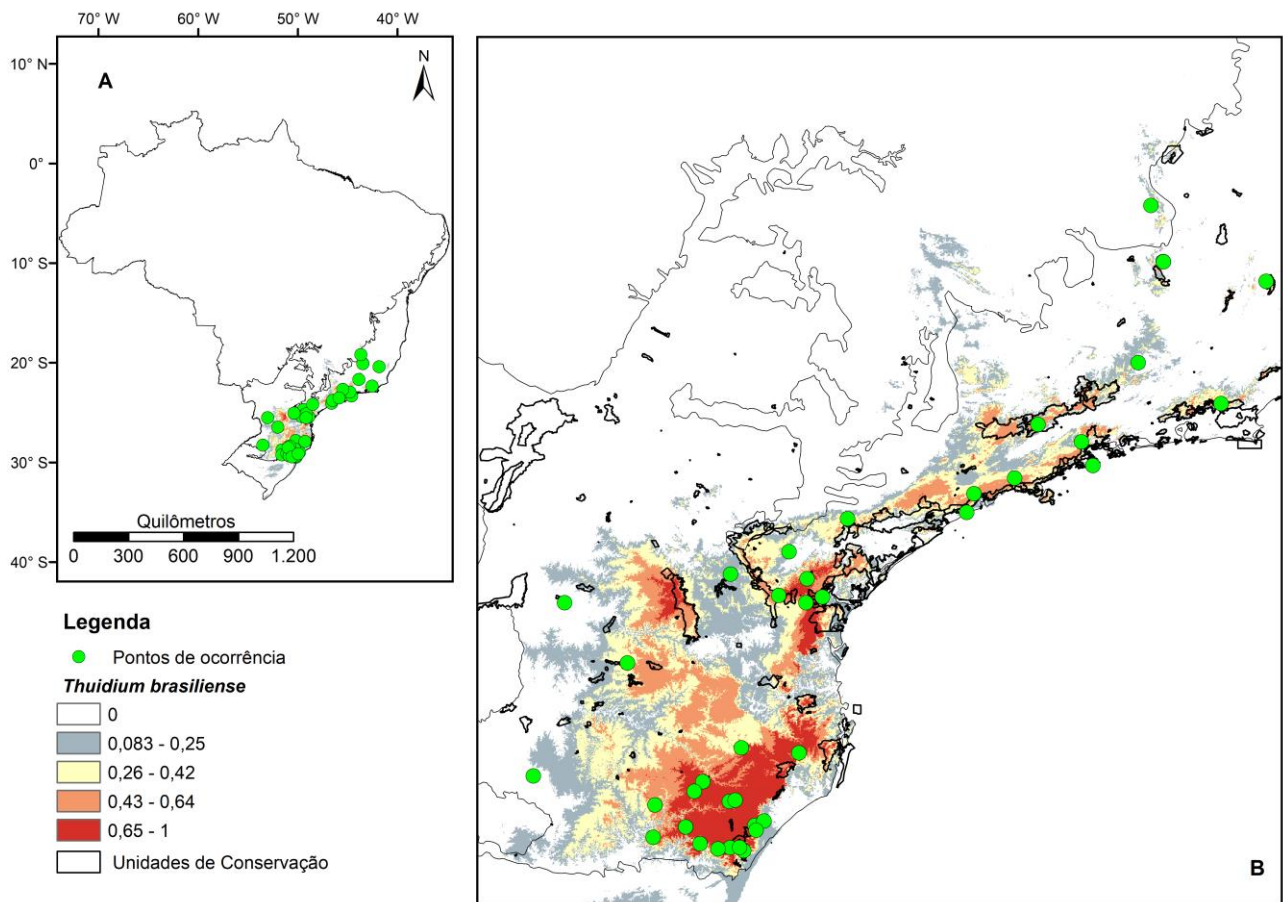 70° W 60° W 50° W 40° W
10° N
A
N
0°
10° S
20° S
30° S
40° S
Quilômetros
0 300 600 900 1.200
Legenda
Pontos de ocorrência
Thuidium brasiliense
0
0,083 - 0,25
0,26 - 0,42
0,43 - 0,64
0,65 - 1
Unidades de Conservação
B